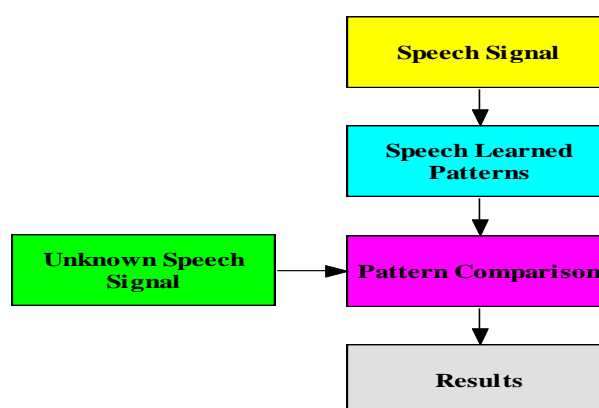 Speech Signal
Speech Learned
Patterns
Unknown Speech
Signal
Pattern Comparison
Results